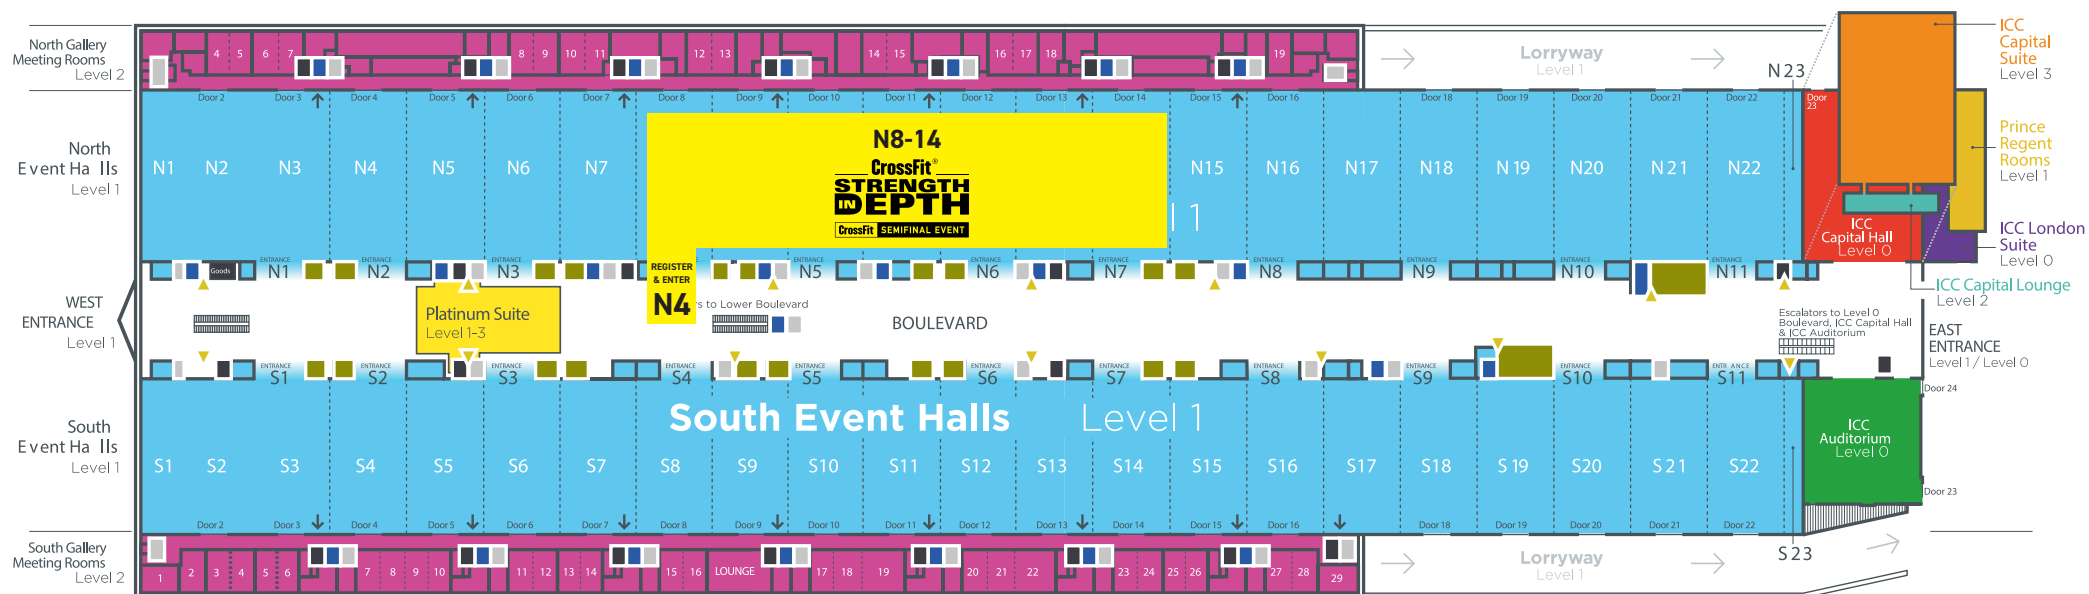 North Gallery
Meeting Rooms
Level 2
4 5 6 7 8 9 10 11 12 13 14 15 16 17 18 19
Lorryway
Level 1
N23
ICC
Capital
Suite
Level 3
Door 2 Door 3 Door 4 Door 5 Door 6 Door 7 Door 8 Door 9 Door 10 Door 11 Door 12 Door 13 Door 14 Door 15 Door 16 Door 18 Door 19 Door 20 Door 21 Door 22
Door
23
North
Event Ha lls
Level 1
N1 N2 N3 N4 N5 N6 N7
N8-14
CrossFit®
STRENGTH
IN DEPTH
CrossFit SEMIFINAL EVENT
N15 N16 N17 N18 N 19 N20 N 21 N22
l 1
Prince
Regent
Rooms
Level 1
ICC
Capital Hall
Level 0
ICC London
Suite
Level 0
ICC Capital Lounge
Level 2
Goods
ENTRANCE ENTRANCE ENTRANCE ENTRANCE ENTRANCE ENTRANCE ENTRANCE ENTRANCE ENTRANCE ENTRANCE
N1 N2 N3 N5 N6 N7 N8 N9 N10 N11
REGISTER
& ENTER
N4
rs to Lower Boulevard
WEST
ENTRANCE
Level 1
Platinum Suite
Level 1-3
BOULEVARD
Escalators to Level 0
Boulevard, ICC Capital Hall
& ICC Auditorium
EAST
ENTRANCE
Level 1 / Level 0
ENTRANCE ENTRANCE ENTRANCE ENTRANCE ENTRANCE ENTRANCE ENTRANCE ENTRANCE ENTRANCE ENTRANCE ENTR ANCE
S1 S2 S3 S4 S5 S6 S7 S8 S9 S10 S11
South Event Halls Level 1
South
Event Ha lls
Level 1
S1 S2 S3 S4 S5 S6 S7 S8 S9 S10 S11 S12 S13 S14 S15 S16 S17 S18 S 19 S20 S 21 S22
ICC
Auditorium
Level 0
Door 24
Door 23
Door 2 Door 3 Door 4 Door 5 Door 6 Door 7 Door 8 Door 9 Door 10 Door 11 Door 12 Door 13 Door 14 Door 15 Door 16 Door 18 Door 19 Door 20 Door 21 Door 22
South Gallery
Meeting Rooms
Level 2
1 2 3 4 5 6 7 8 9 10 11 12 13 14 15 16 LOUNGE 17 18 19 20 21 22 23 24 25 26 27 28 29
Lorryway
Level 1
S23